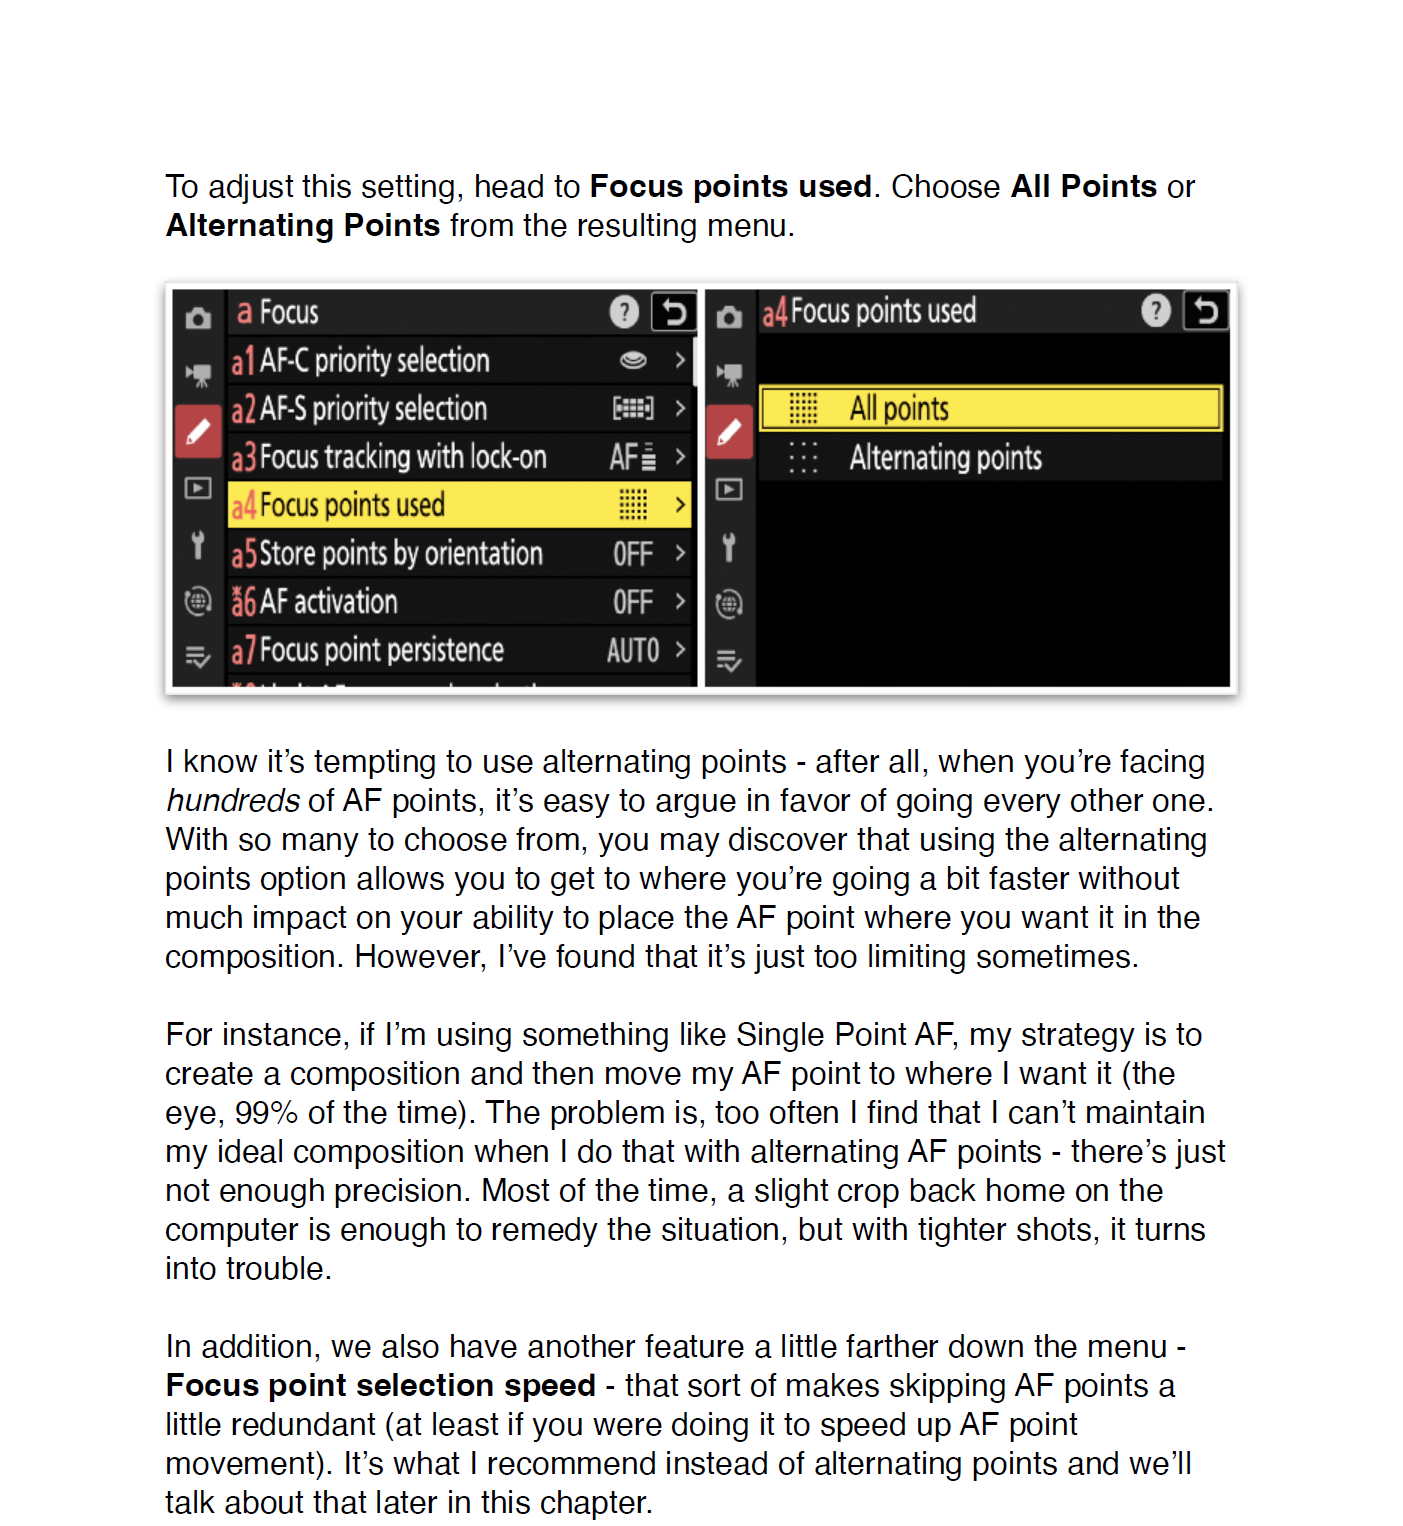 To adjust this setting, head to Focus points used. Choose All Points or
Alternating Points from the resulting menu.
a Focus ?
a1 AF-C priority selection >
a2 AF-S priority selection >
a3 Focus tracking with lock-on AF >
a4 Focus points used >
a5 Store points by orientation OFF >
*a6 AF activation OFF >
a7 Focus point persistence AUTO >
a4 Focus points used ?
All points
Alternating points
I know it’s tempting to use alternating points - after all, when you’re facing
hundreds of AF points, it’s easy to argue in favor of going every other one.
With so many to choose from, you may discover that using the alternating
points option allows you to get to where you’re going a bit faster without
much impact on your ability to place the AF point where you want it in the
composition. However, I’ve found that it’s just too limiting sometimes.
For instance, if I’m using something like Single Point AF, my strategy is to
create a composition and then move my AF point to where I want it (the
eye, 99% of the time). The problem is, too often I find that I can’t maintain
my ideal composition when I do that with alternating AF points - there’s just
not enough precision. Most of the time, a slight crop back home on the
computer is enough to remedy the situation, but with tighter shots, it turns
into trouble.
In addition, we also have another feature a little farther down the menu -
Focus point selection speed - that sort of makes skipping AF points a
little redundant (at least if you were doing it to speed up AF point
movement). It’s what I recommend instead of alternating points and we’ll
talk about that later in this chapter.